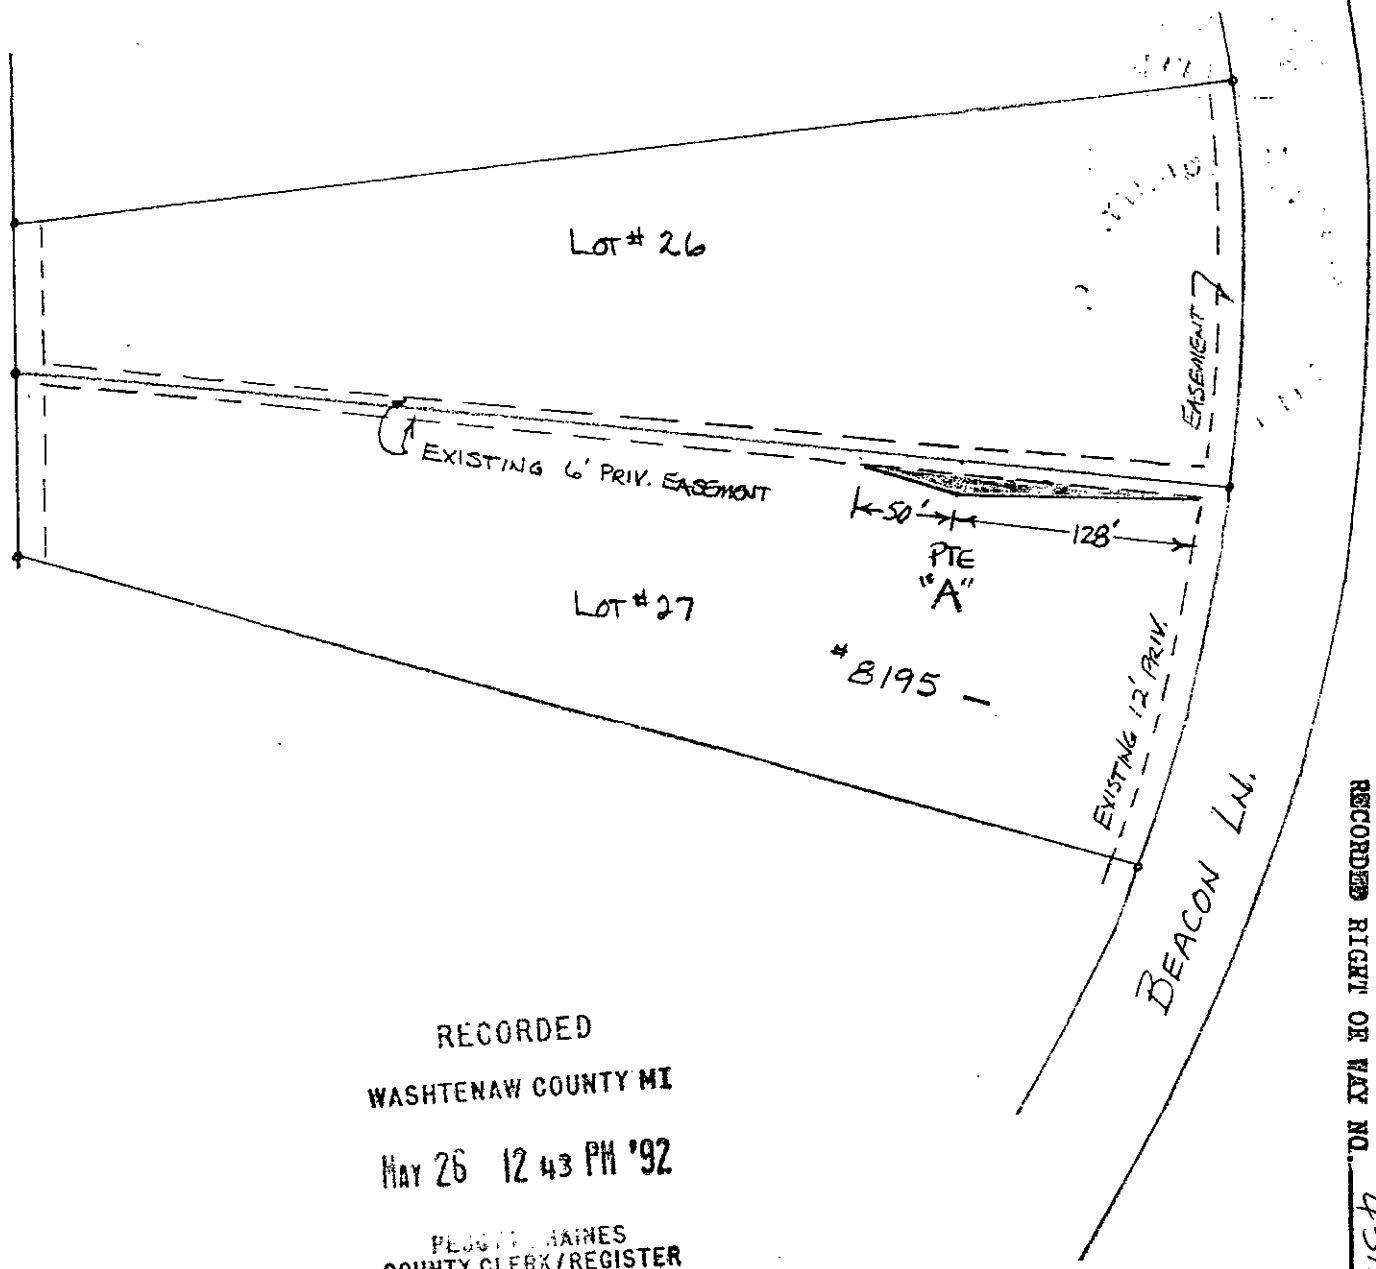 LOT # 26
EASEMENT
EXISTING 6' PRIV. EASEMENT
50'
128'
PTE
"A"
LOT # 27
# 8195 —
EXISTING 12' PRIV.
BEACON LN.
RECORDED RIGHT OF WAY NO.
RECORDED
WASHTENAW COUNTY MI
MAY 26 12 43 PM '92
HAINES
COUNTY CLERK/REGISTER